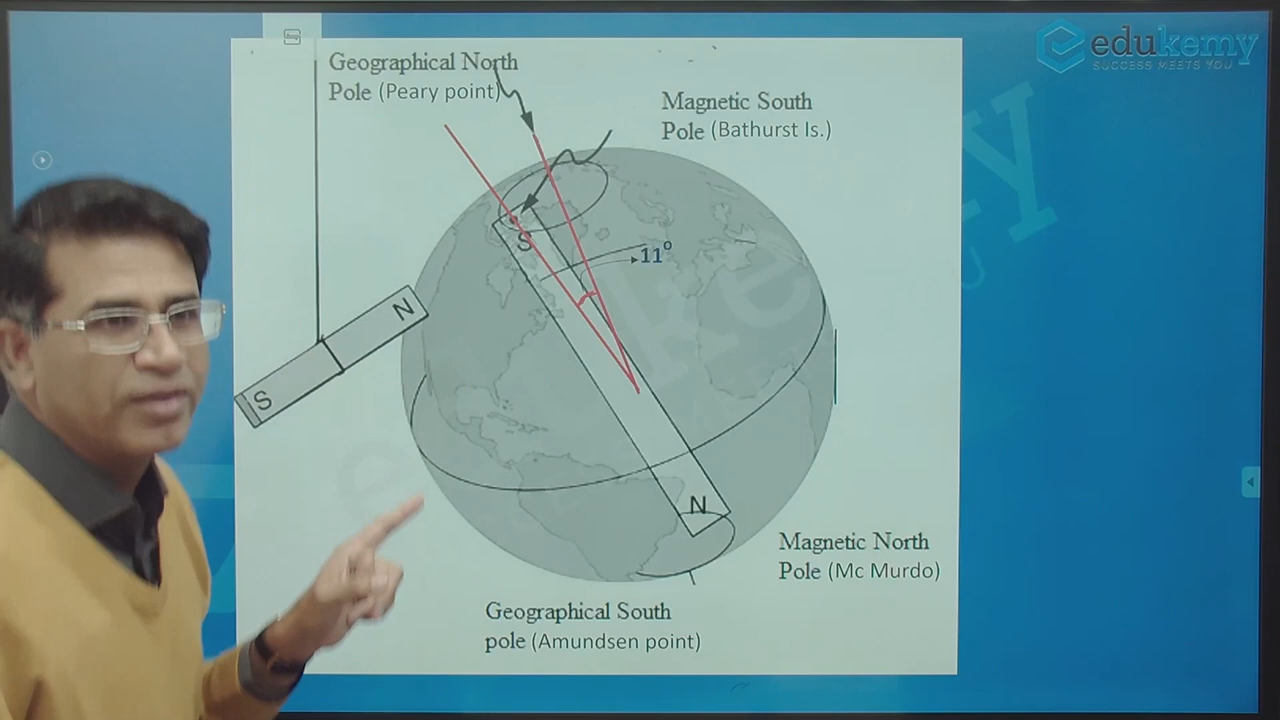 edukemy
SUCCESS MEETS YOU
Geographical North
Pole (Peary point)
Magnetic South
Pole (Bathurst Is.)
S
11°
N
S
N
Magnetic North
Pole (Mc Murdo)
Geographical South
pole (Amundsen point)